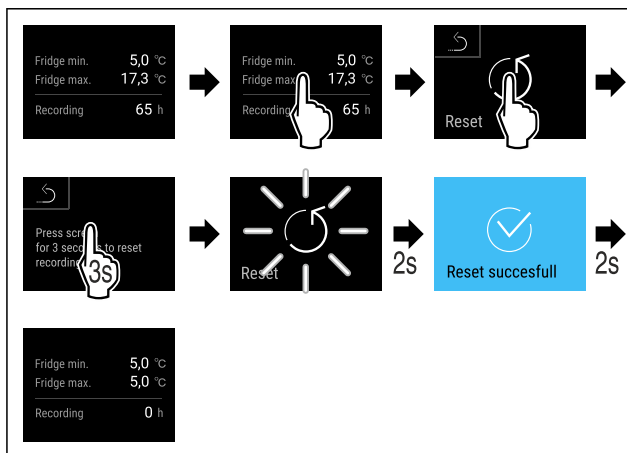 Fridge min. 5,0 °C
Fridge max. 17,3 °C
Recording 65 h
Fridge min. 5,0 °C
Fridge max 17,3 °C
Recording 65 h
Reset
Press scre
for 3 seco s to reset
recordin
3s
Reset
2s
Reset succesfull
2s
Fridge min. 5,0 °C
Fridge max. 5,0 °C
Recording 0 h